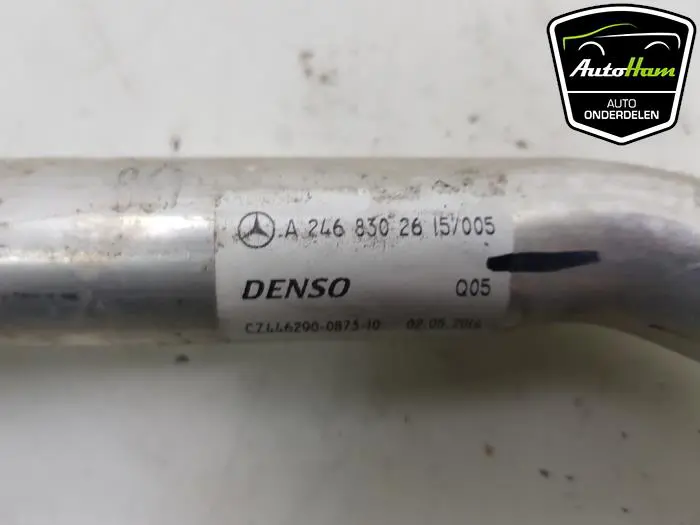 AutoHam
AUTO
ONDERDELEN
A 246 830 26 15/005
DENSO Q05
CZ446290-0873-10